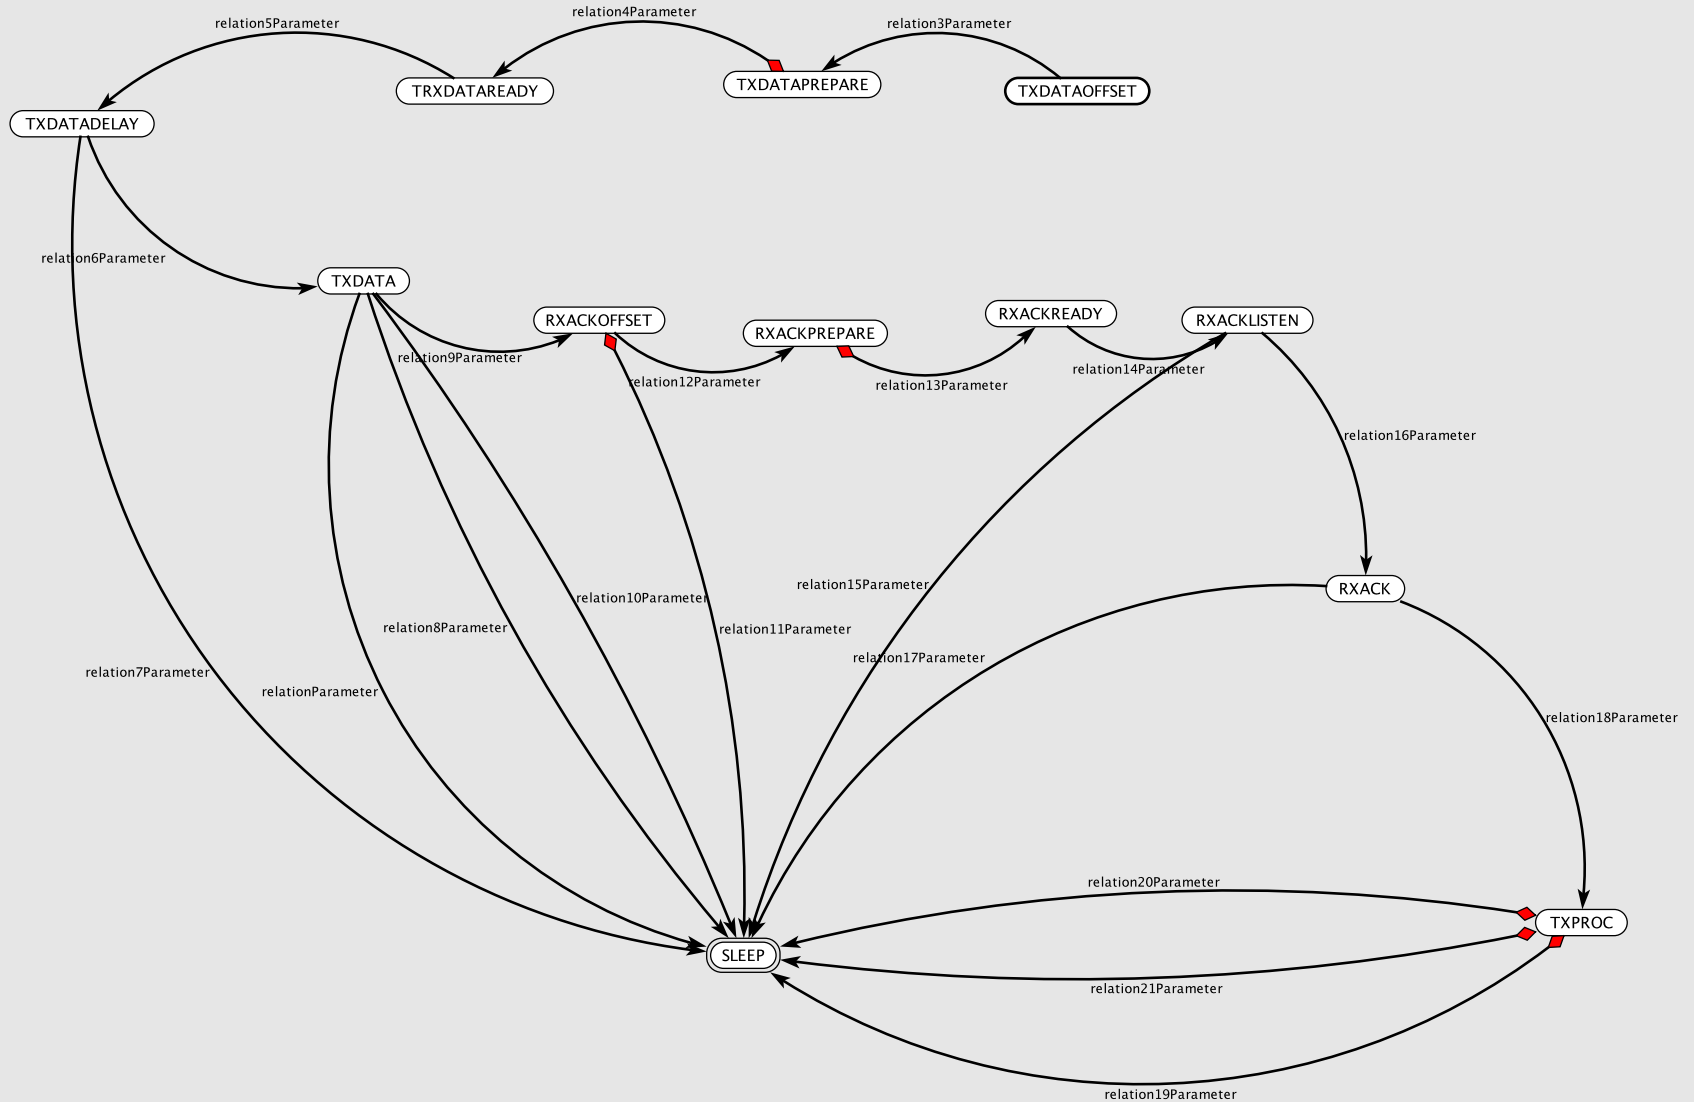 relation5Parameter
relation4Parameter
relation3Parameter
TRXDATAREADY
TXDATAPREPARE
TXDATAOFFSET
TXDATADELAY
relation6Parameter
TXDATA
RXACKOFFSET
RXACKPREPARE
RXACKREADY
RXACKLISTEN
relation9Parameter
relation12Parameter
relation13Parameter
relation14Parameter
relation16Parameter
relation15Parameter
RXACK
relation10Parameter
relation8Parameter
relation11Parameter
relation17Parameter
relation7Parameter
relationParameter
relation18Parameter
relation20Parameter
TXPROC
SLEEP
relation21Parameter
relation19Parameter